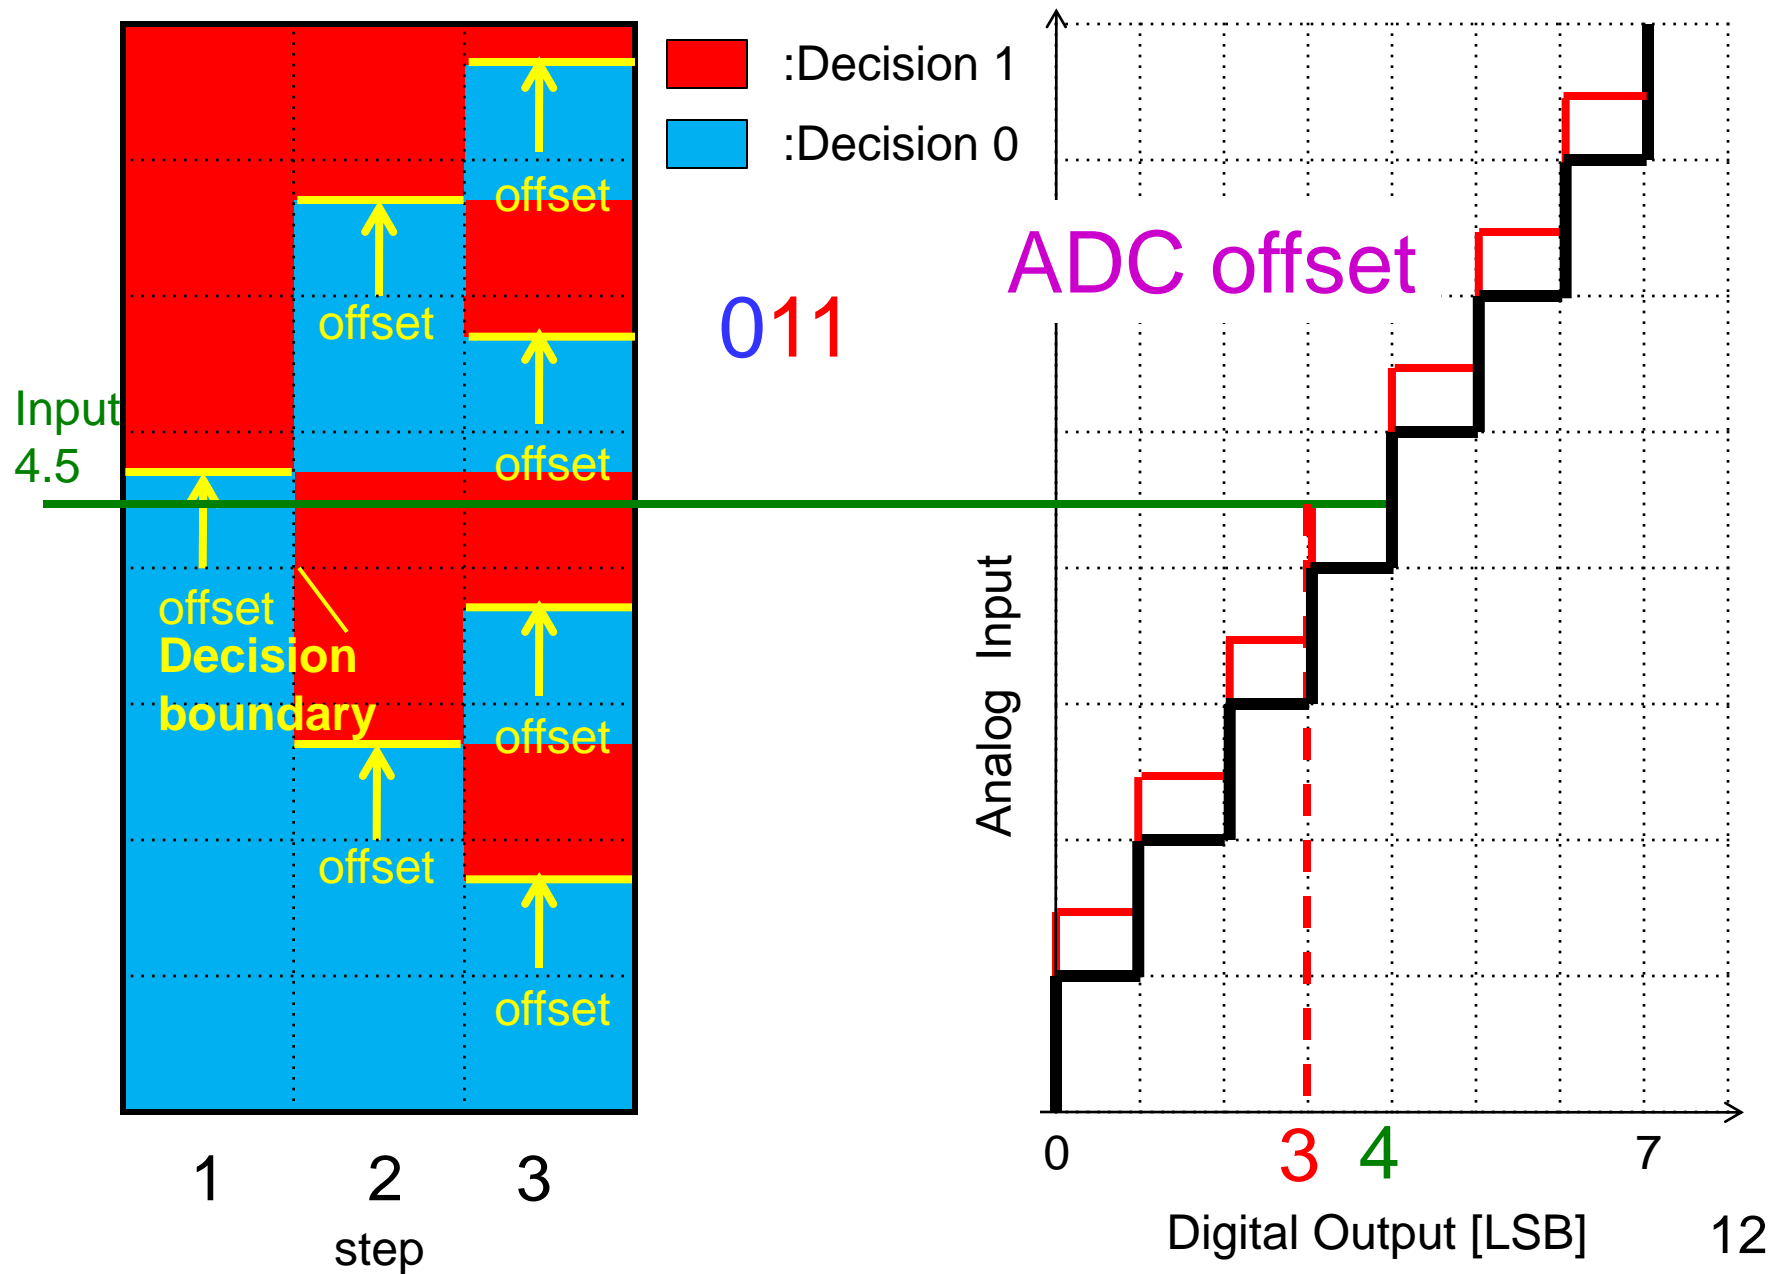 :Decision 1
:Decision 0
offset
ADC offset
offset
011
Input
4.5
offset
offset
Decision
boundary
offset
offset
offset
Analog Input
0
3
4
7
1
2
3
step
Digital Output [LSB]
12